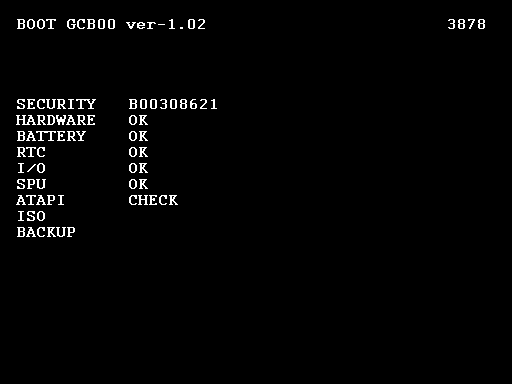 BOOT GCB00 ver-1.02 3878
SECURITY B00308621
HARDWARE OK
BATTERY OK
RTC OK
I/O OK
SPU OK
ATAPI CHECK
ISO
BACKUP